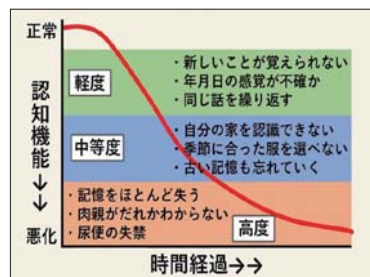 正常
軽度
・新しいことが覚えられない
・年月日の感覚が不確か
・同じ話を繰り返す
認知機能→→
中等度
・自分の家を認識できない
・季節に合った服を選べない
・古い記憶も忘れていく
・記憶をほとんど失う
・肉親がだれかわからない
・尿便の失禁
高度
悪化
時間経過→→